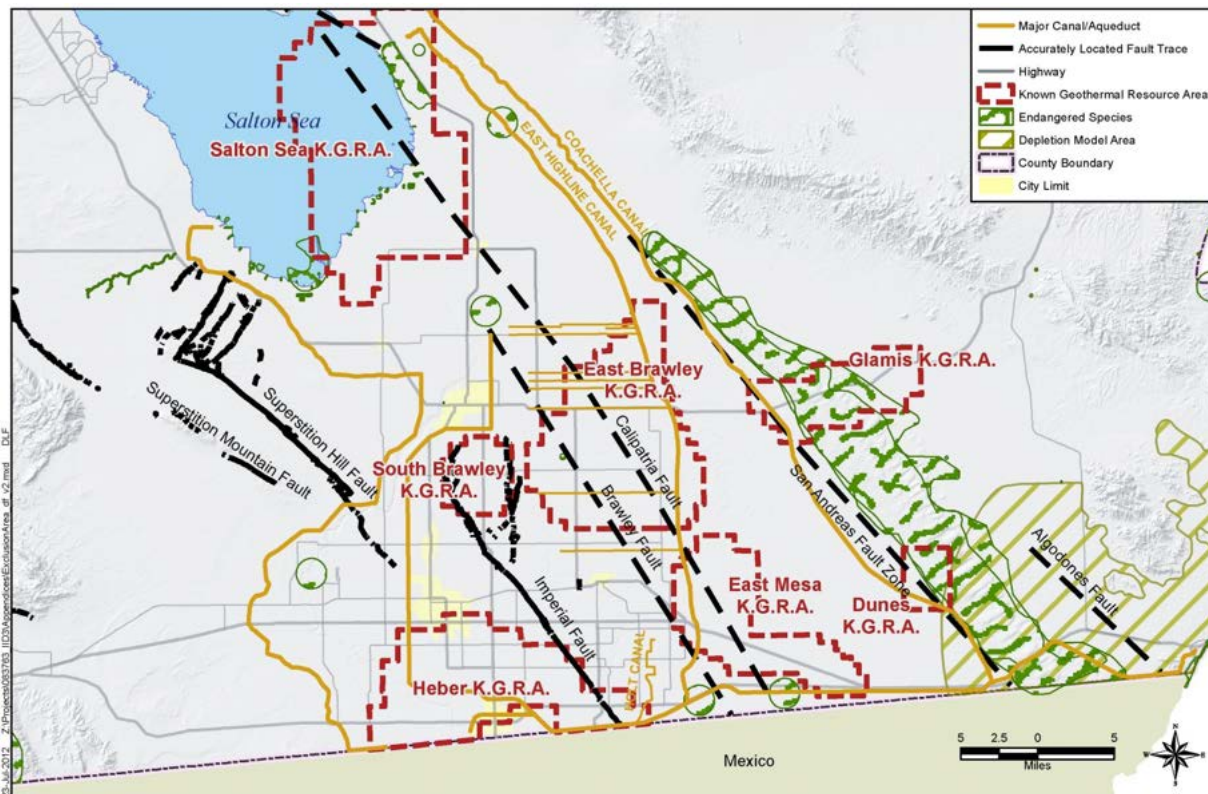 Major Canal/Aqueduct
Accurately Located Fault Trace
Highway
Known Geothermal Resource Area
Endangered Species
Depletion Model Area
County Boundary
City Limit
Salton Sea
Salton Sea K.G.R.A.
COACHELLA CANAL
EAST HIGHLINE CANAL
East Brawley
K.G.R.A.
Glamis K.G.R.A.
Superstition Mountain Fault
Superstition Hill Fault
South Brawley
K.G.R.A.
Calipatria Fault
Brawley Fault
San Andreas Fault Zone
Algodones Fault
Imperial Fault
East Mesa
K.G.R.A.
Dunes
K.G.R.A.
Heber K.G.R.A.
CANAL
Mexico
5 2.5 0 5
Miles
N
W E
S